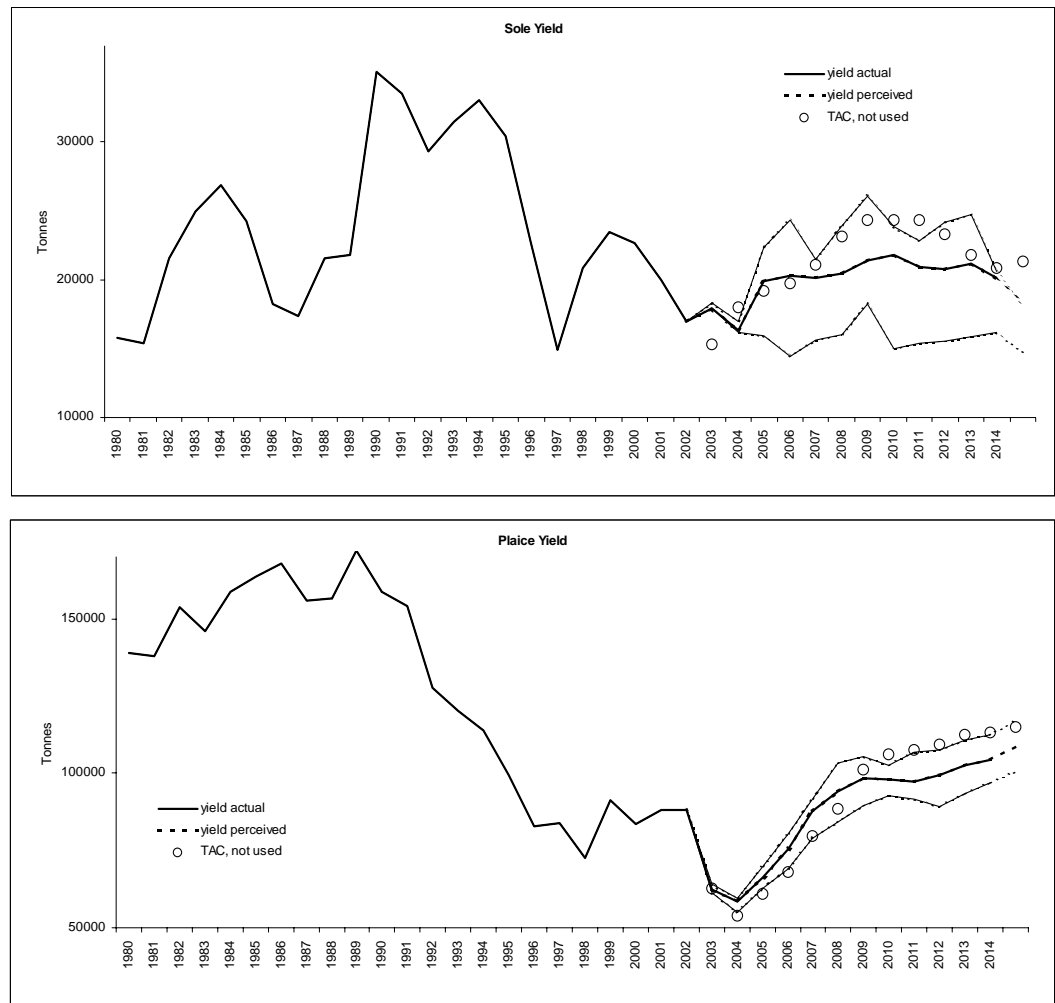 Sole Yield
yield actual
yield perceived
TAC, not used
30000
Tonnes
20000
10000
1980 1981 1982 1983 1984 1985 1986 1987 1988 1989 1990 1991 1992 1993 1994 1995 1996 1997 1998 1999 2000 2001 2002 2003 2004 2005 2006 2007 2008 2009 2010 2011 2012 2013 2014
Plaice Yield
150000
Tonnes
100000
yield actual
yield perceived
TAC, not used
50000
1980 1981 1982 1983 1984 1985 1986 1987 1988 1989 1990 1991 1992 1993 1994 1995 1996 1997 1998 1999 2000 2001 2002 2003 2004 2005 2006 2007 2008 2009 2010 2011 2012 2013 2014